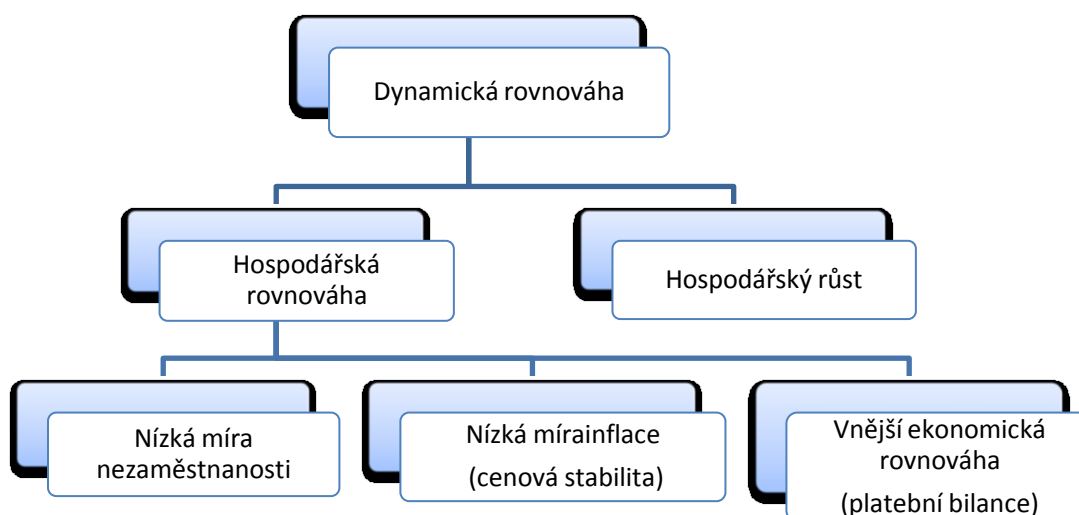 Dynamická rovnováha
Hospodářská
rovnováha
Hospodářský růst
Nízká míra
nezaměstnanosti
Nízká mírainflace
(cenová stabilita)
Vnější ekonomická
rovnováha
(platební bilance)